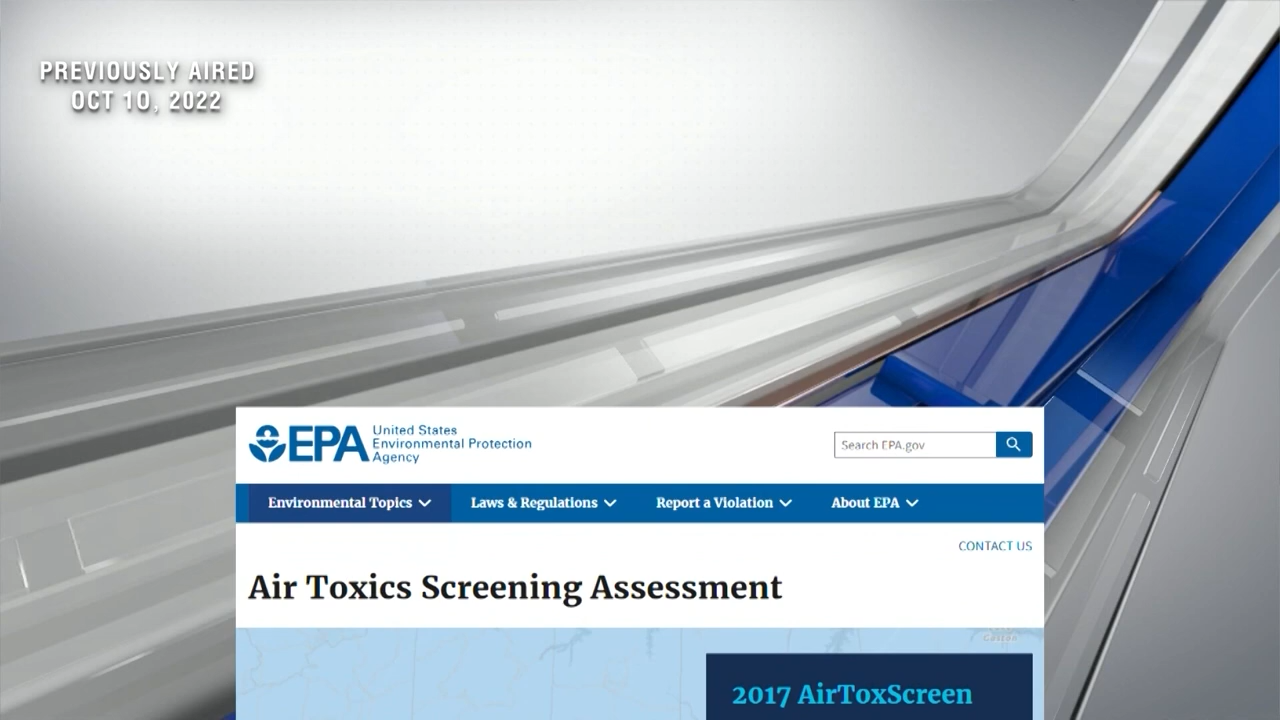 PREVIOUSLY AIRED
OCT 10, 2022
EPA
United States
Environmental Protection
Agency
Search EPA.gov
Environmental Topics
Laws & Regulations
Report a Violation
About EPA
CONTACT US
Air Toxics Screening Assessment
2017 AirToxScreen